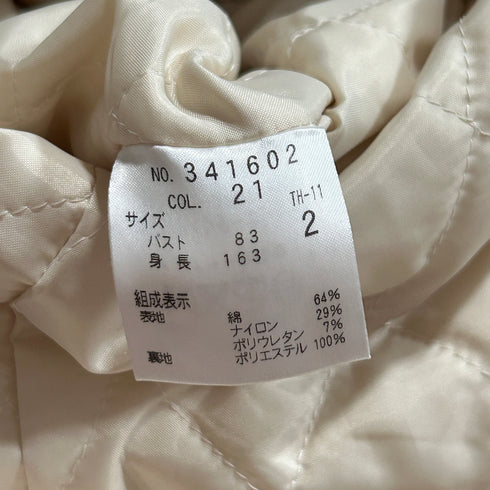 NO. 341602
COL. 21 TH-11
サイズ 2
バスト 83
身長 163
組成表示
表地 綿 64%
ナイロン 29%
ポリウレタン 7%
裏地 ポリエステル 100%